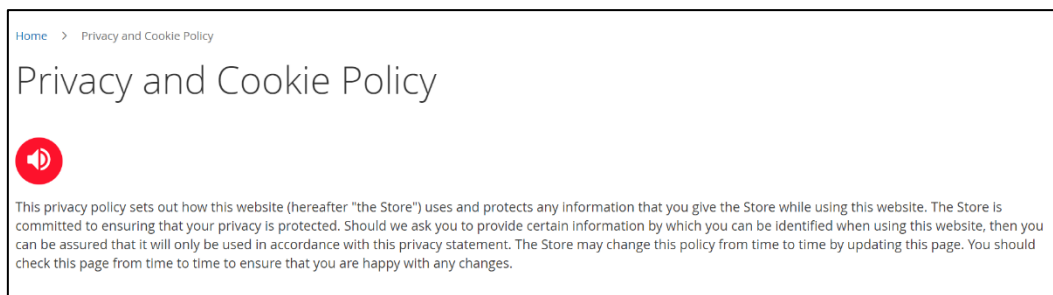 Home > Privacy and Cookie Policy
Privacy and Cookie Policy
This privacy policy sets out how this website (hereafter "the Store") uses and protects any information that you give the Store while using this website. The Store is
committed to ensuring that your privacy is protected. Should we ask you to provide certain information by which you can be identified when using this website, then you
can be assured that it will only be used in accordance with this privacy statement. The Store may change this policy from time to time by updating this page. You should
check this page from time to time to ensure that you are happy with any changes.